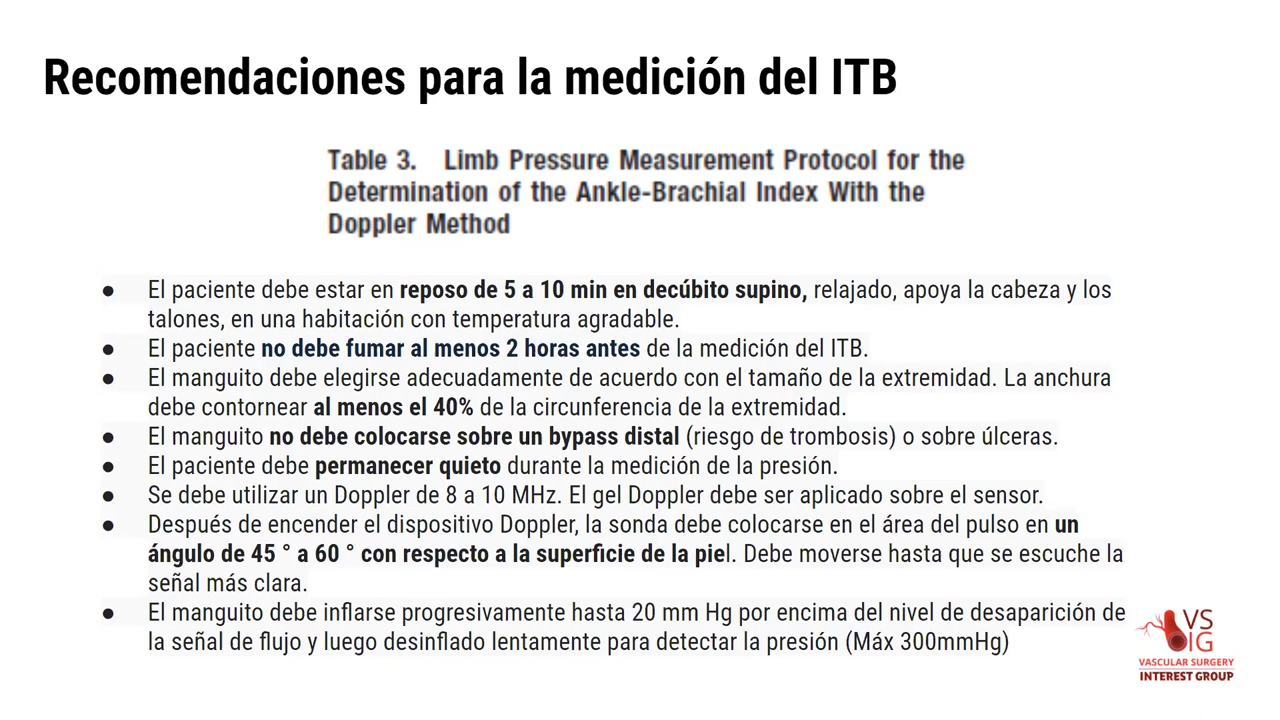 Recomendaciones para la medición del ITB
Table 3. Limb Pressure Measurement Protocol for the
Determination of the Ankle-Brachial Index With the
Doppler Method
● El paciente debe estar en reposo de 5 a 10 min en decúbito supino, relajado, apoya la cabeza y los
talones, en una habitación con temperatura agradable.
● El paciente no debe fumar al menos 2 horas antes de la medición del ITB.
● El manguito debe elegirse adecuadamente de acuerdo con el tamaño de la extremidad. La anchura
debe contornear al menos el 40% de la circunferencia de la extremidad.
● El manguito no debe colocarse sobre un bypass distal (riesgo de trombosis) o sobre úlceras.
● El paciente debe permanecer quieto durante la medición de la presión.
● Se debe utilizar un Doppler de 8 a 10 MHz. El gel Doppler debe ser aplicado sobre el sensor.
● Después de encender el dispositivo Doppler, la sonda debe colocarse en el área del pulso en un
ángulo de 45 ° a 60 ° con respecto a la superficie de la piel. Debe moverse hasta que se escuche la
señal más clara.
● El manguito debe inflarse progresivamente hasta 20 mm Hg por encima del nivel de desaparición de
la señal de flujo y luego desinflado lentamente para detectar la presión (Máx 300mmHg)
VS
IG
VASCULAR SURGERY
INTEREST GROUP